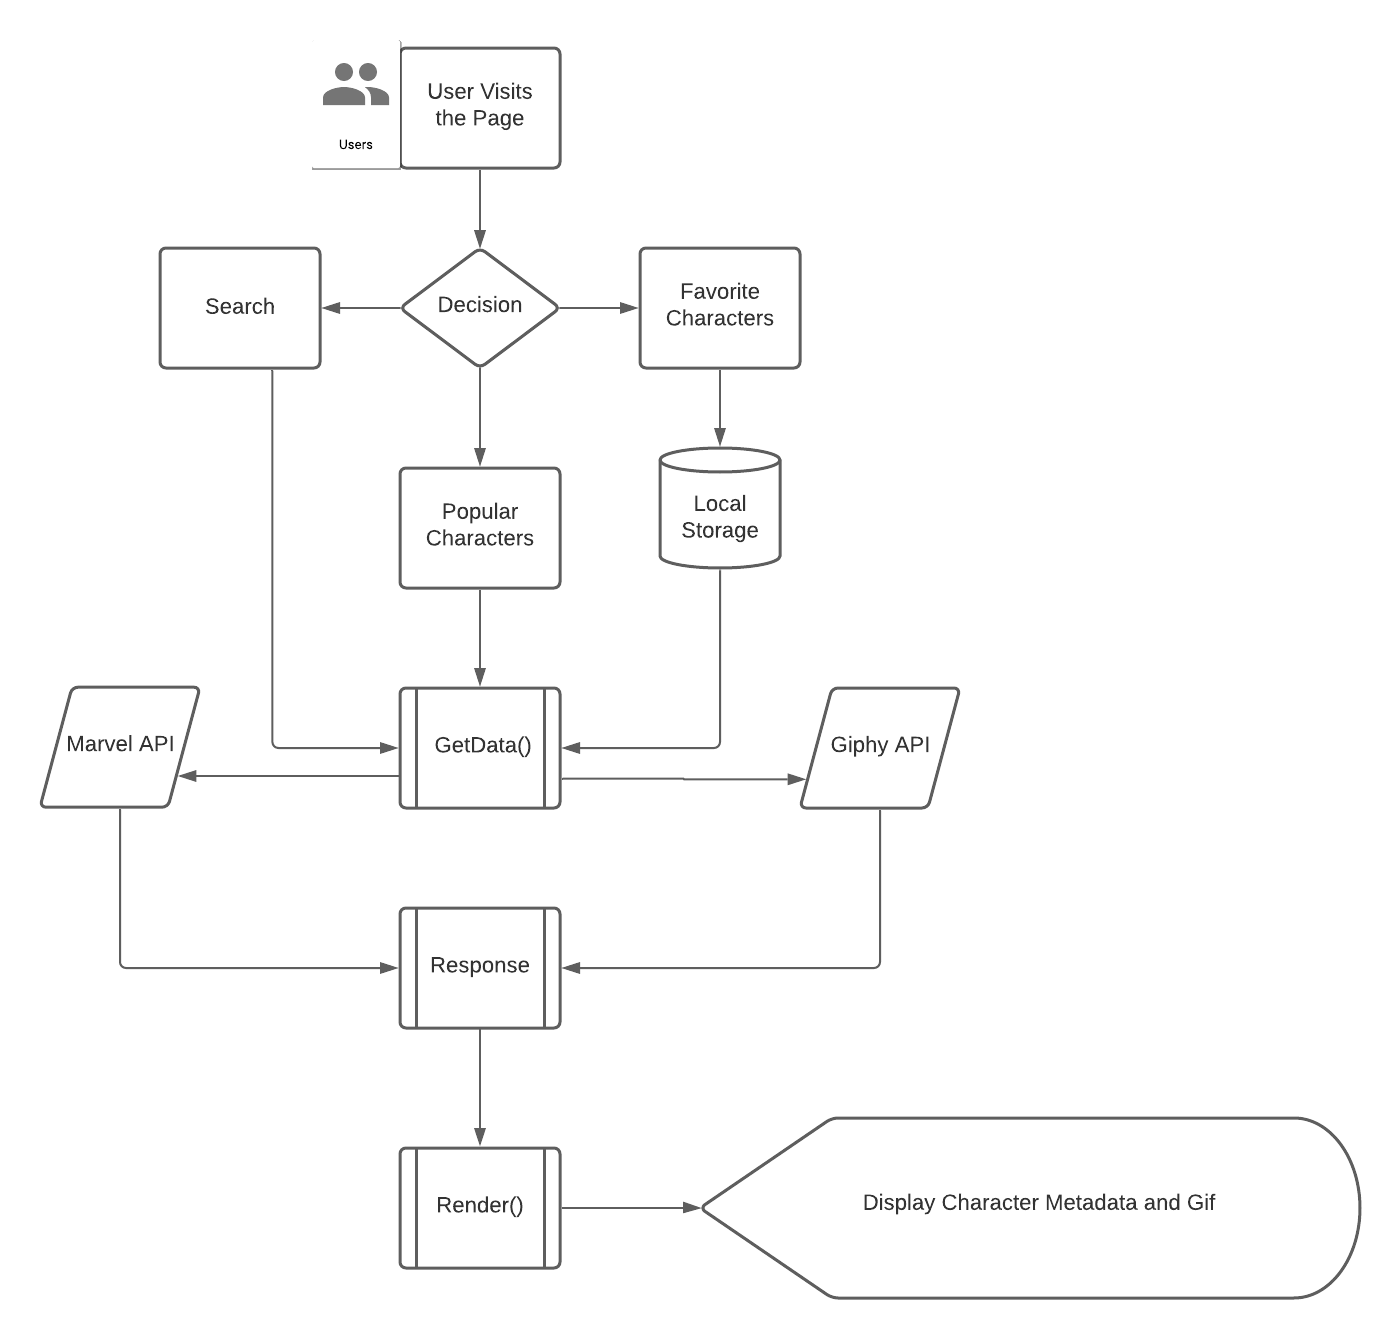 User Visits
the Page
Users
Search
Decision
Favorite
Characters
Popular
Characters
Local
Storage
Marvel API
GetData()
Giphy API
Response
Render()
Display Character Metadata and Gif